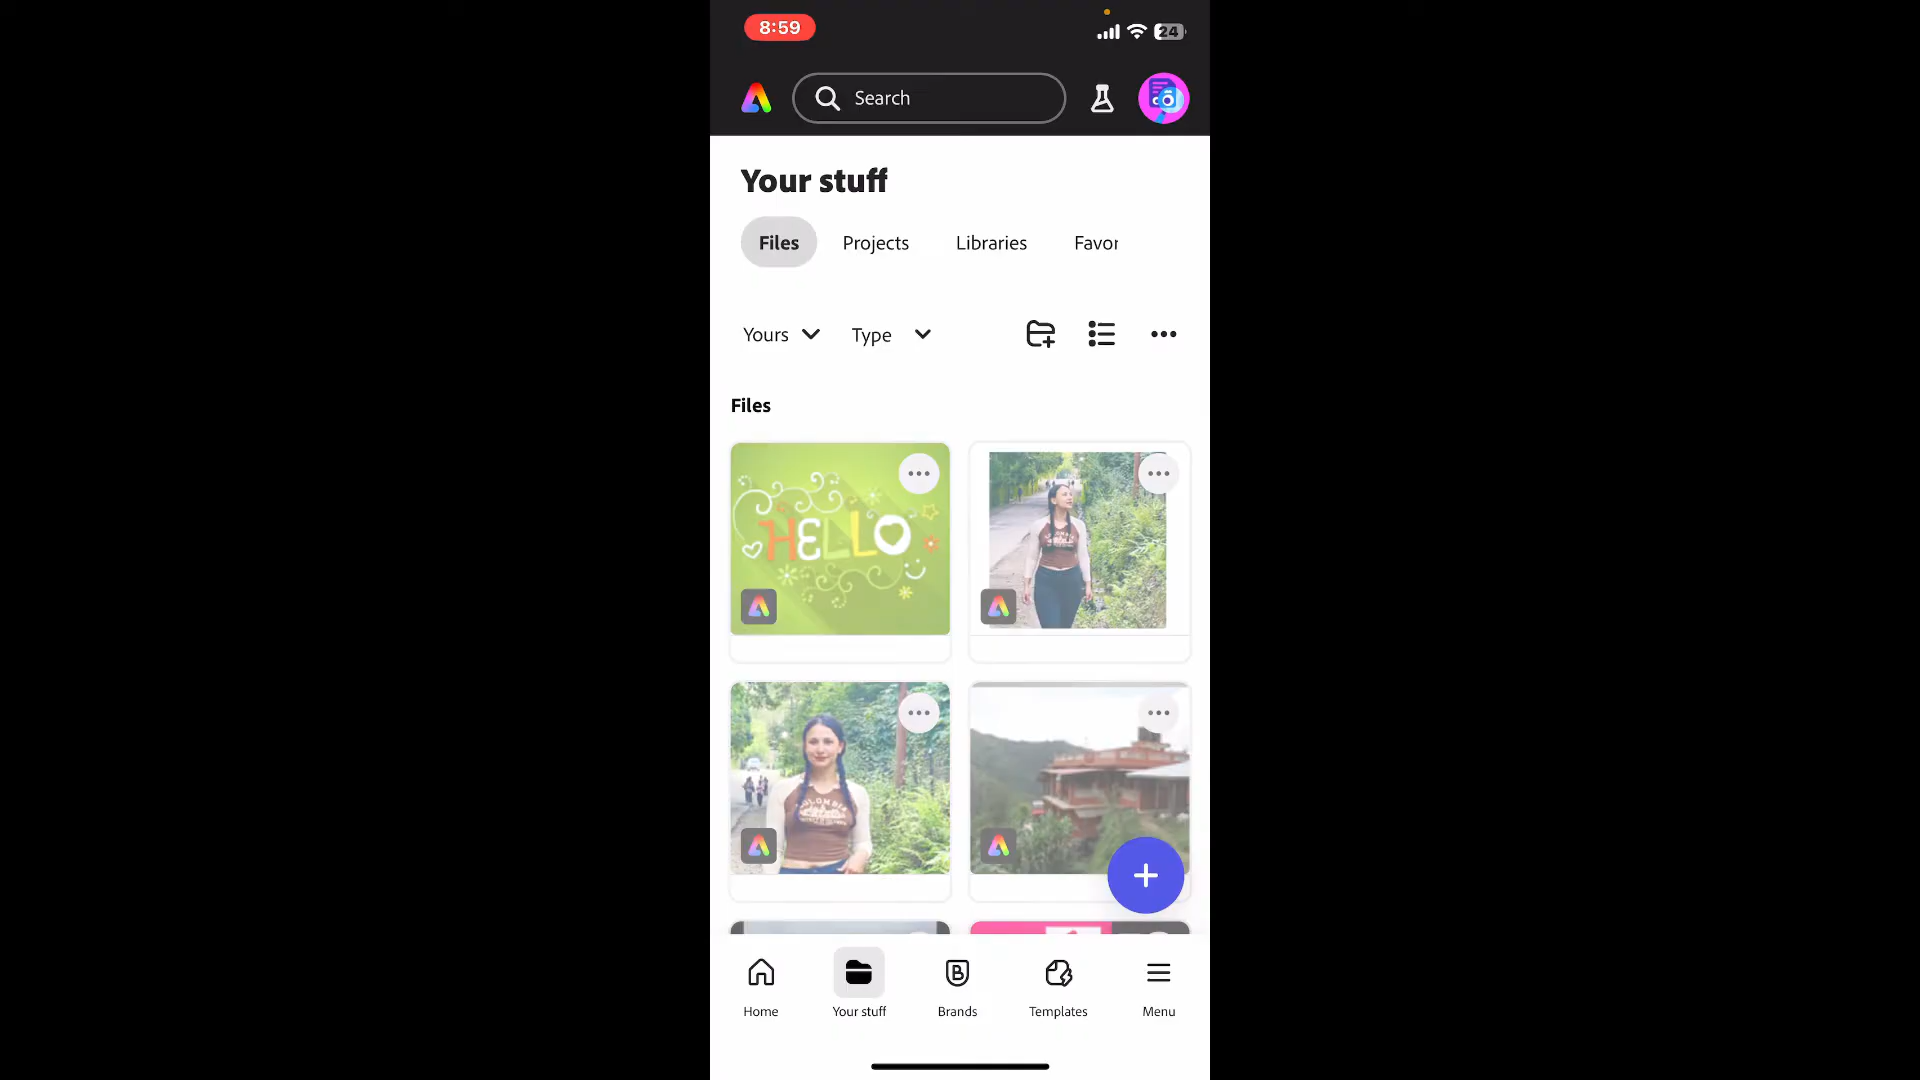 8:59
24
Search
Your stuff
Files Projects Libraries Favor
Yours Type
Files
HELLO
Home Your stuff Brands Templates Menu